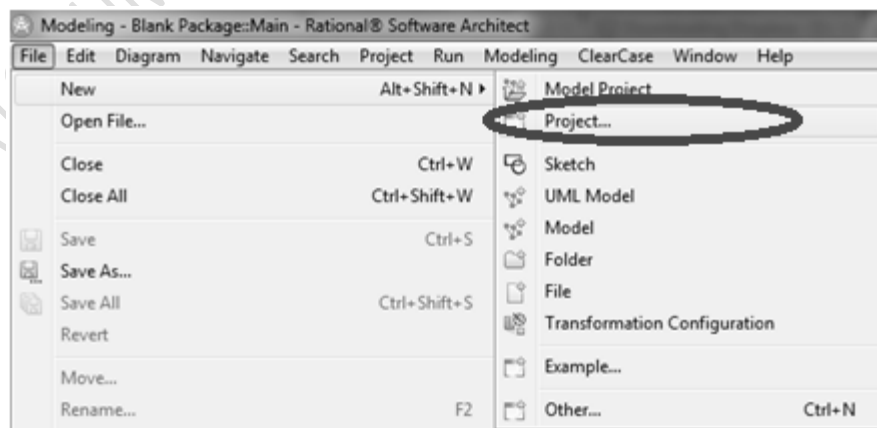 Modeling - Blank Package::Main - Rational® Software Architect
File Edit Diagram Navigate Search Project Run Modeling ClearCase Window Help
New Alt+Shift+N
Open File...
Close Ctrl+W
Close All Ctrl+Shift+W
Save Ctrl+S
Save As...
Save All Ctrl+Shift+S
Revert
Move...
Rename... F2
Model Project
Project...
Sketch
UML Model
Model
Folder
File
Transformation Configuration
Example...
Other... Ctrl+N